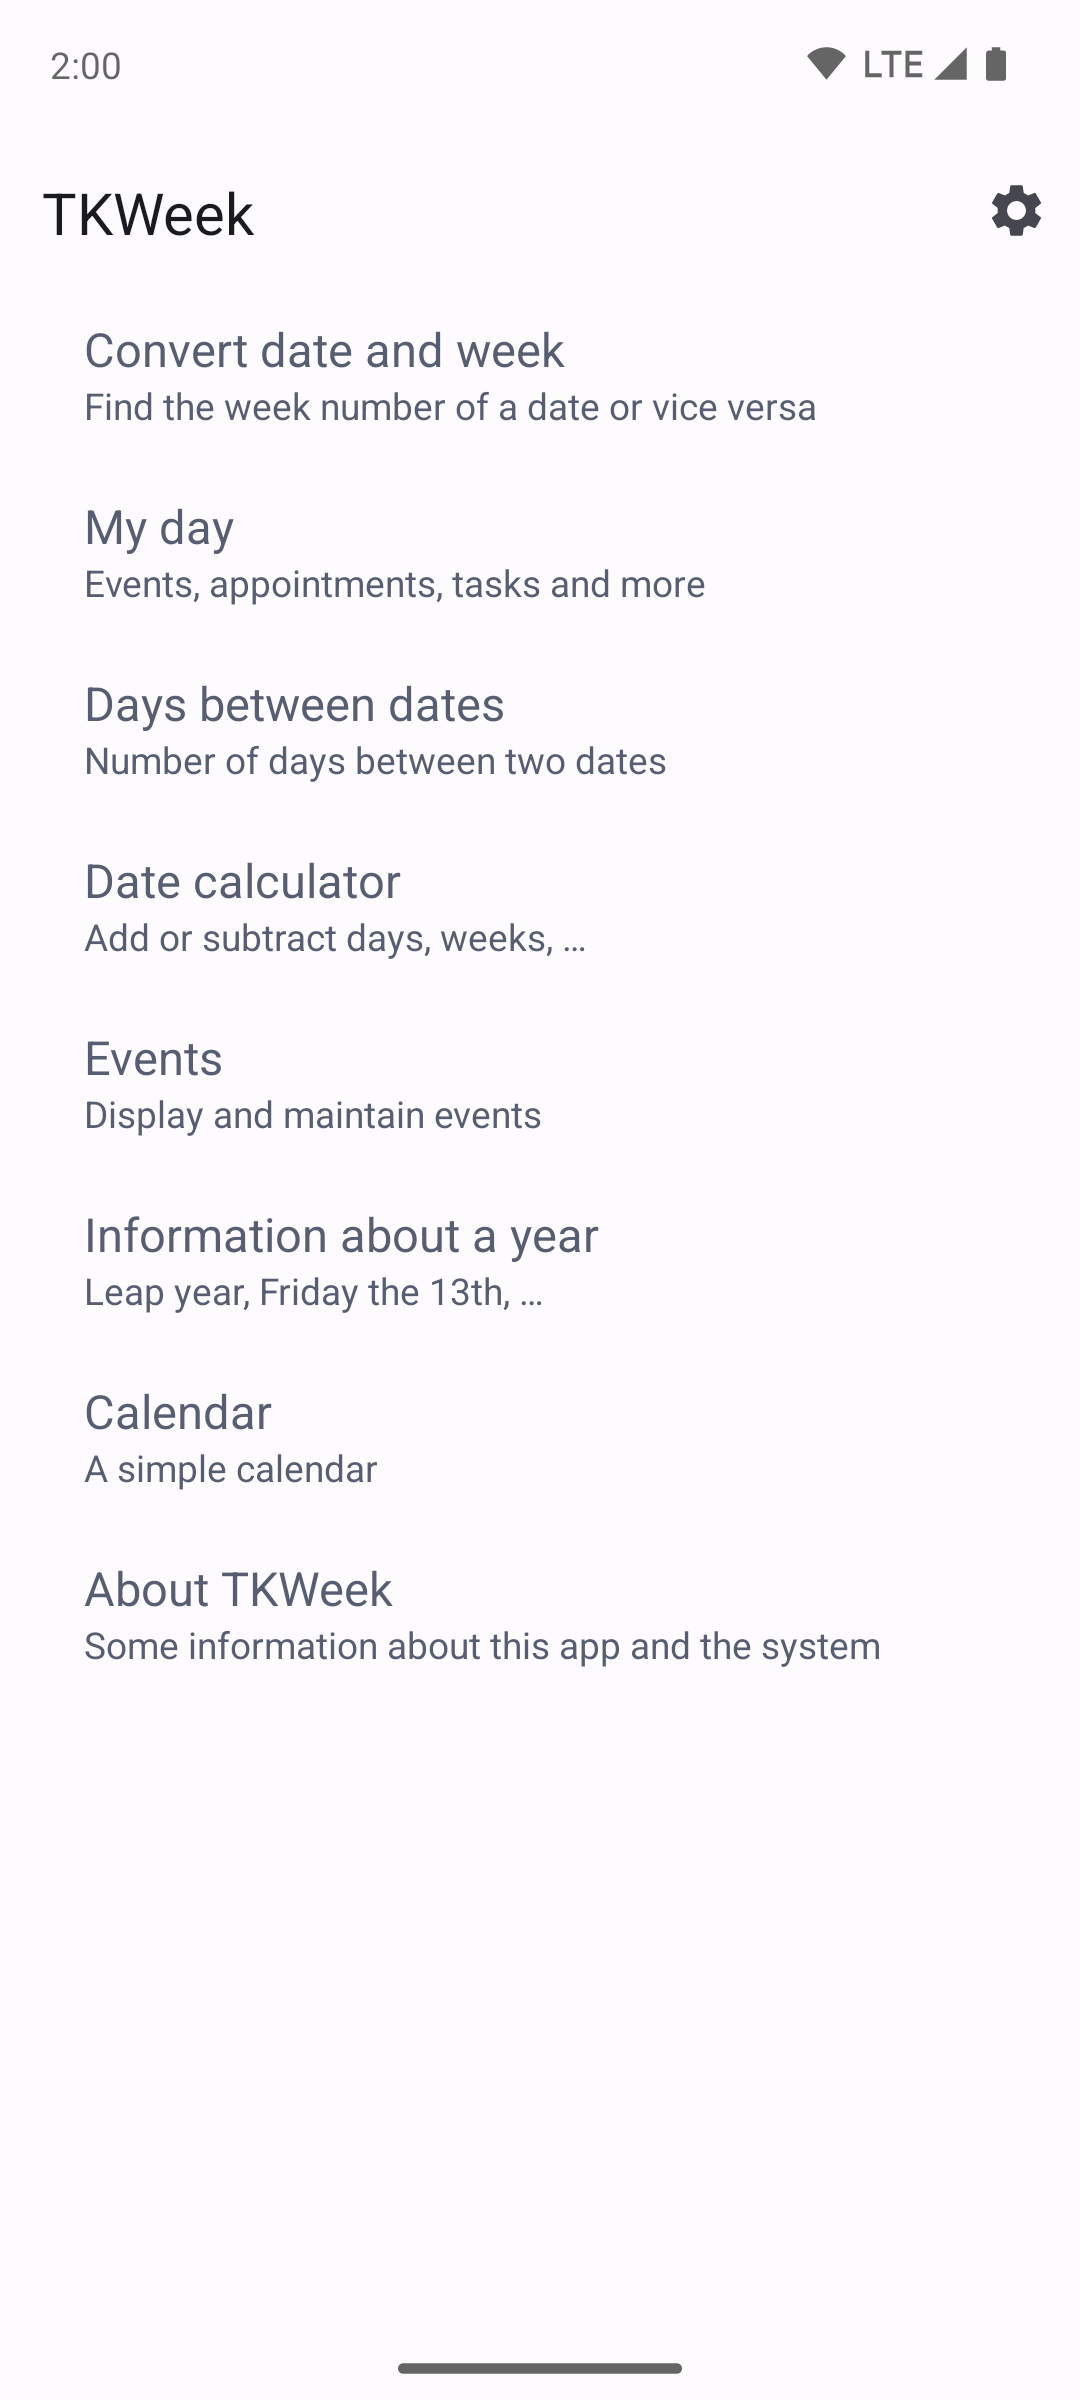 2:00
LTE
TKWeek
Convert date and week
Find the week number of a date or vice versa
My day
Events, appointments, tasks and more
Days between dates
Number of days between two dates
Date calculator
Add or subtract days, weeks, …
Events
Display and maintain events
Information about a year
Leap year, Friday the 13th, …
Calendar
A simple calendar
About TKWeek
Some information about this app and the system